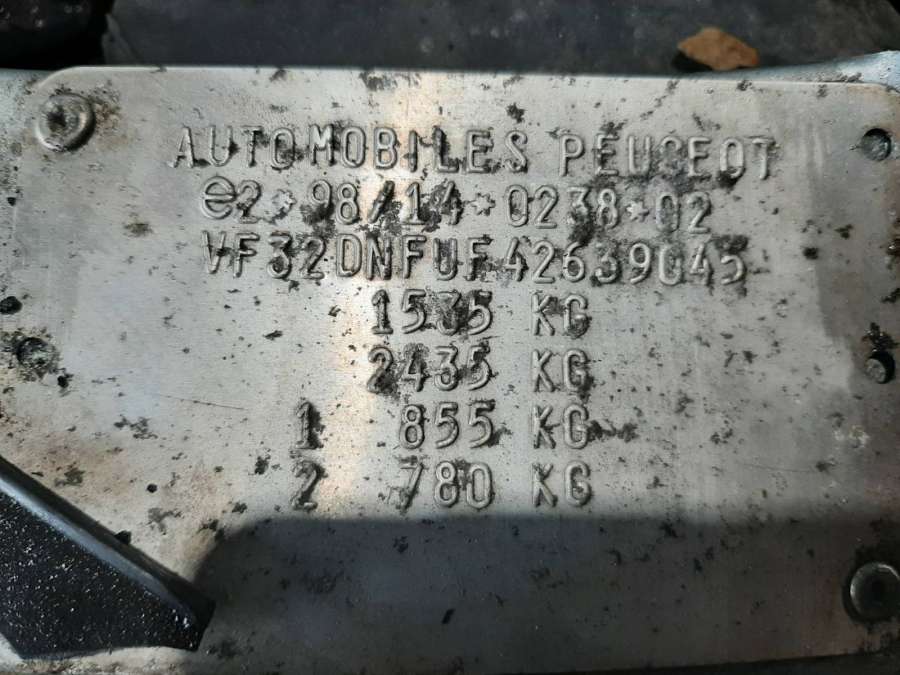 AUTOMOBILES PEUGEOT
e2*98/14*0238*02
VF32DNFUF42639045
1535 KG
2435 KG
1 855 KG
2 780 KG